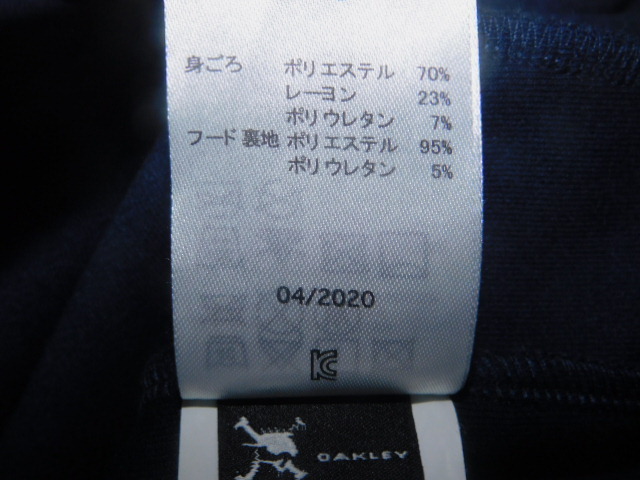 身ごろ ポリエステル 70%
レーヨン 23%
ポリウレタン 7%
フード裏地 ポリエステル 95%
ポリウレタン 5%
04/2020
KC
OAKLEY